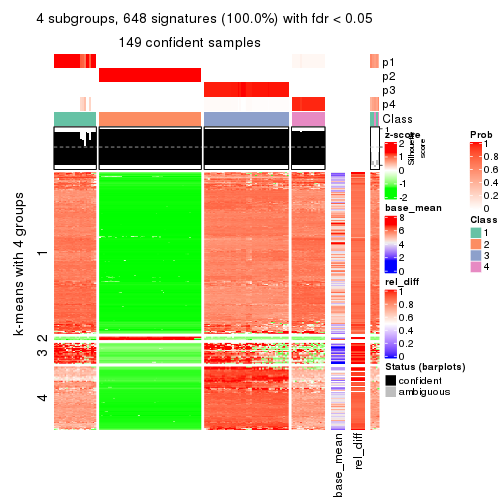 4 subgroups, 648 signatures (100.0%) with fdr < 0.05
149 confident samples
p1
p2
p3
p4
Class
1
Silhouette
score
k-means with 4 groups
1
2
3
4
base_mean
rel_diff
z-score
2
1
0
-1
-2
base_mean
8
6
4
2
0
rel_diff
1
0.8
0.6
0.4
0.2
0
Status (barplots)
confident
ambiguous
Prob
1
0.8
0.6
0.4
0.2
0
Class
1
2
3
4